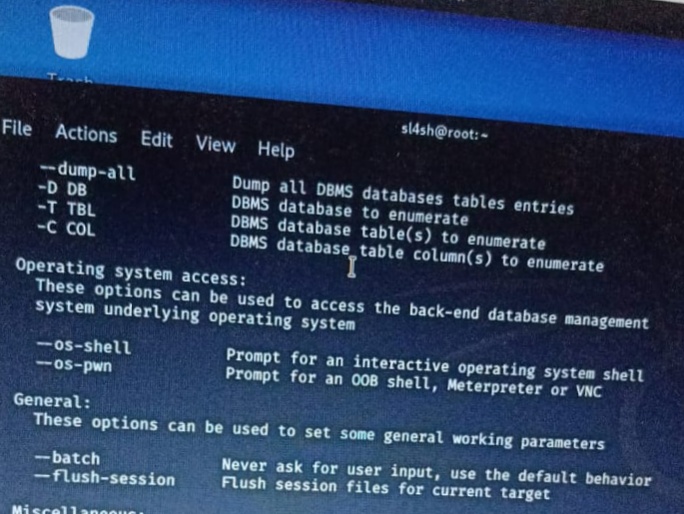 Trash
sl4sh@root:~
File Actions Edit View Help
--dump-all Dump all DBMS databases tables entries
-D DB DBMS database to enumerate
-T TBL DBMS database table(s) to enumerate
-C COL DBMS database table column(s) to enumerate
Operating system access:
These options can be used to access the back-end database management
system underlying operating system
--os-shell Prompt for an interactive operating system shell
--os-pwn Prompt for an OOB shell, Meterpreter or VNC
General:
These options can be used to set some general working parameters
--batch Never ask for user input, use the default behavior
--flush-session Flush session files for current target
Miscellaneous: